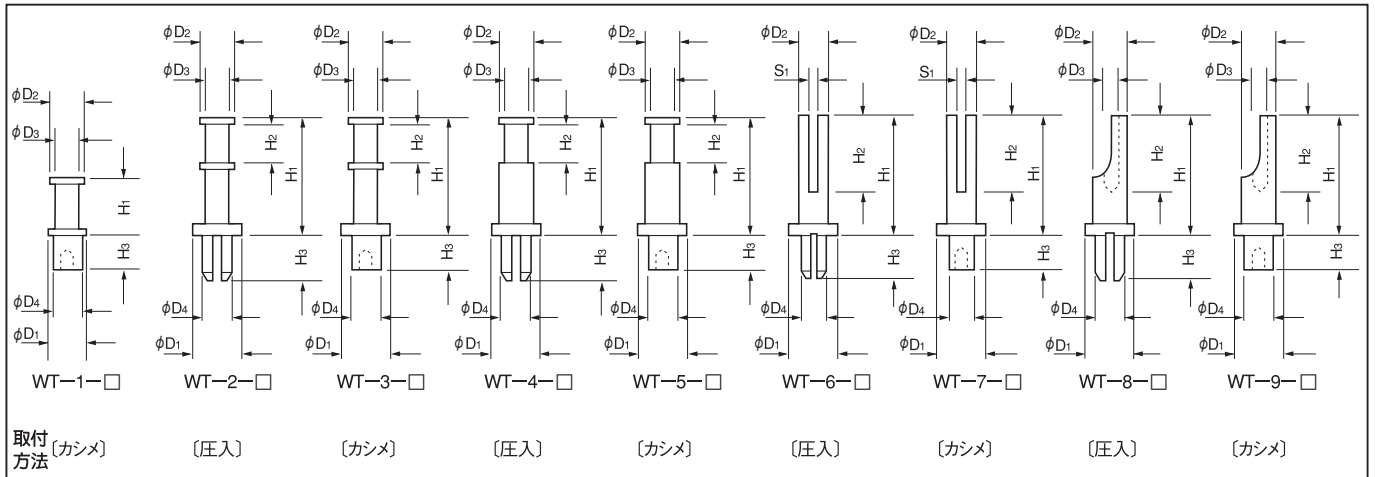 φD2 φD3 H1 H3 φD4 φD1 WT-1-□
φD2 φD3 H2 H1 H3 φD4 φD1 WT-2-□
φD2 φD3 H2 H1 H3 φD4 φD1 WT-3-□
φD2 φD3 H2 H1 H3 φD4 φD1 WT-4-□
φD2 φD3 H2 H1 H3 φD4 φD1 WT-5-□
φD2 S1 H2 H1 H3 φD4 φD1 WT-6-□
φD2 S1 H2 H1 H3 φD4 φD1 WT-7-□
φD2 φD3 H2 H1 H3 φD4 φD1 WT-8-□
φD2 φD3 H2 H1 H3 φD4 φD1 WT-9-□
取付
方法
〔カシメ〕 〔圧入〕 〔カシメ〕 〔圧入〕 〔カシメ〕 〔圧入〕 〔カシメ〕 〔圧入〕 〔カシメ〕